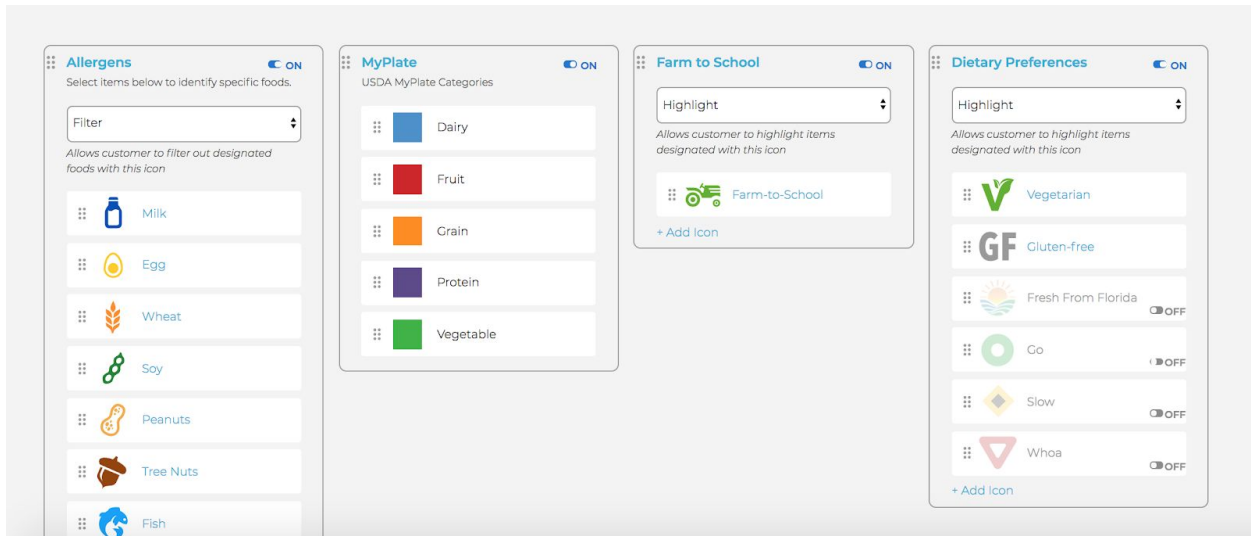 Allergens
ON
Select items below to identify specific foods.
Filter
Allows customer to filter out designated
foods with this icon
Milk
Egg
Wheat
Soy
Peanuts
Tree Nuts
Fish
MyPlate
ON
USDA MyPlate Categories
Dairy
Fruit
Grain
Protein
Vegetable
Farm to School
ON
Highlight
Allows customer to highlight items
designated with this icon
Farm-to-School
+ Add Icon
Dietary Preferences
ON
Highlight
Allows customer to highlight items
designated with this icon
V Vegetarian
GF Gluten-free
Fresh From Florida
OFF
Go
OFF
Slow
OFF
Whoa
OFF
+ Add Icon